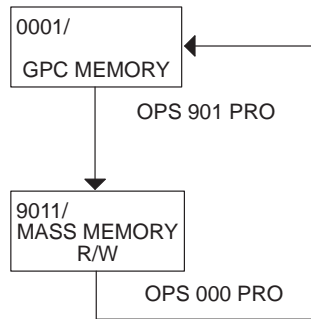 0001/
GPC MEMORY
OPS 901 PRO
9011/
MASS MEMORY
R/W
OPS 000 PRO